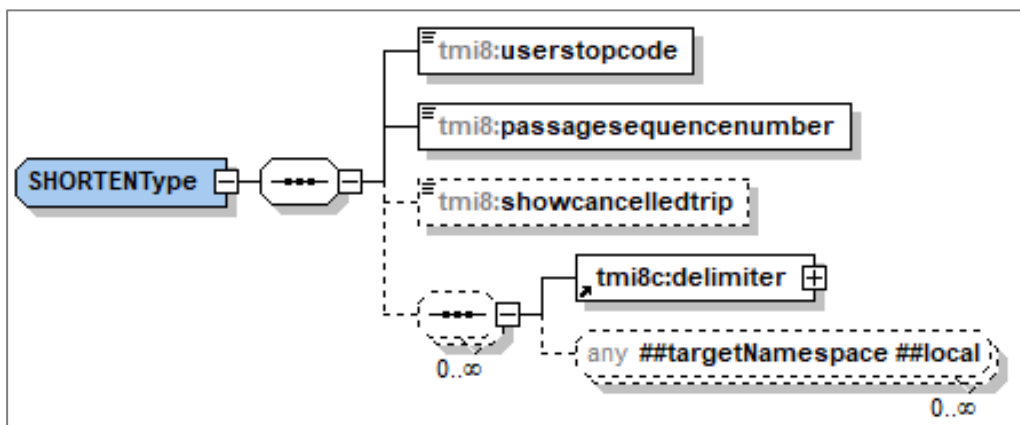 tmi8:userstopcode
tmi8:passagesequencenumber
SHORTENType
tmi8:showcancelledtrip
tmi8c:delimiter
any ##targetNamespace ##local
0..∞
0..∞